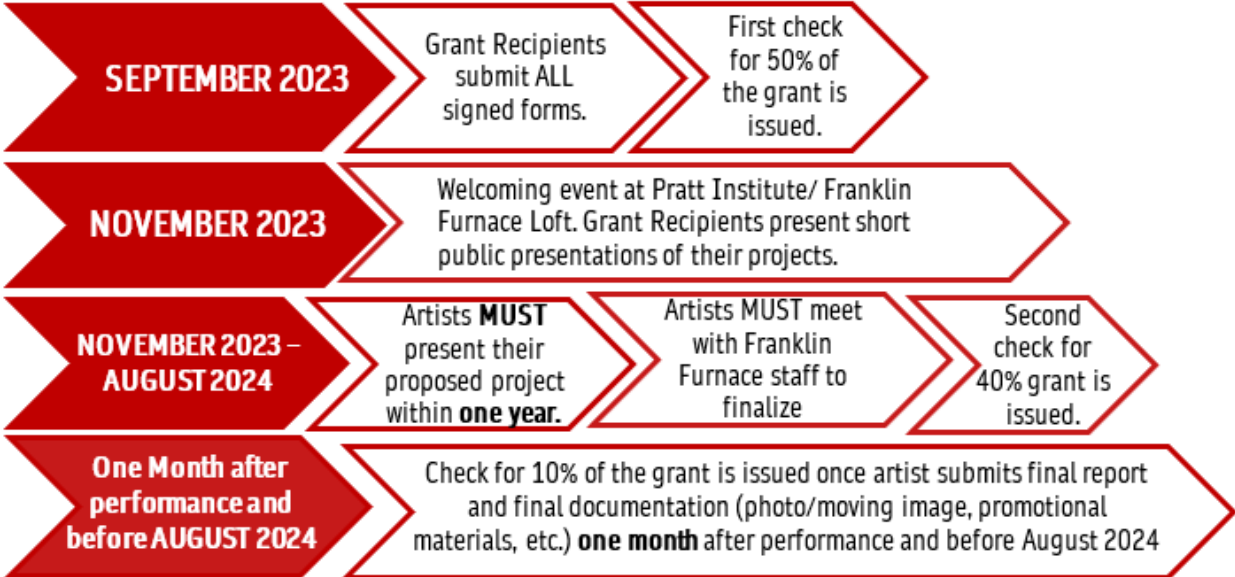 SEPTEMBER 2023
Grant Recipients
submit ALL
signed forms.
First check
for 50% of
the grant is
issued.
NOVEMBER 2023
Welcoming event at Pratt Institute/ Franklin
Furnace Loft. Grant Recipients present short
public presentations of their projects.
NOVEMBER 2023 –
AUGUST 2024
Artists MUST
present their
proposed project
within one year.
Artists MUST meet
with Franklin
Furnace staff to
finalize
Second
check for
40% grant is
issued.
One Month after
performance and
before AUGUST 2024
Check for 10% of the grant is issued once artist submits final report
and final documentation (photo/moving image, promotional
materials, etc.) one month after performance and before August 2024